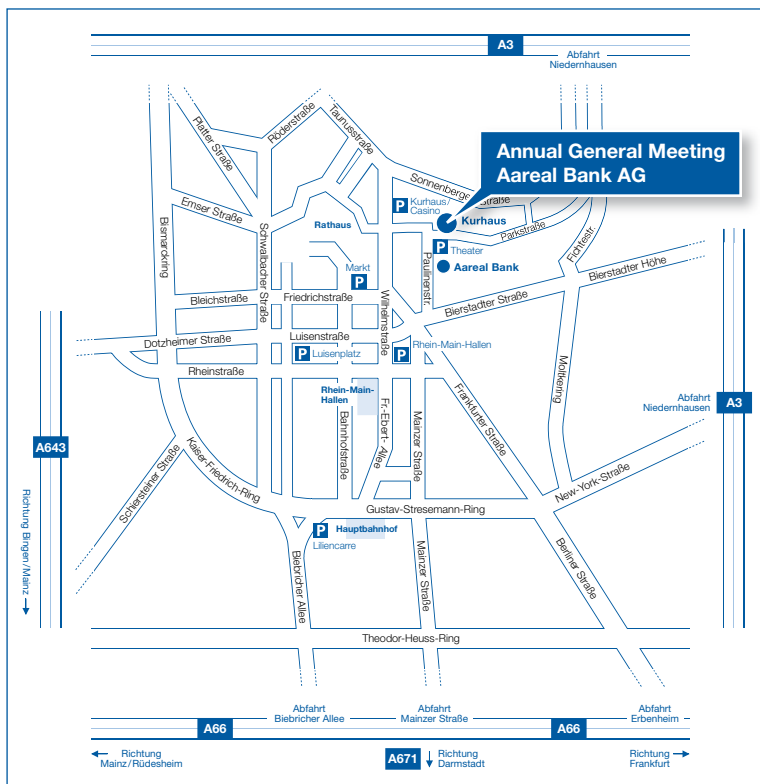 A3
Abfahrt
Niedernhausen
Annual General Meeting
Aareal Bank AG
Platter Straße
Röderstraße
Taunusstraße
Sonnenberger Straße
Kurhaus/
Casino
P
Kurhaus
Parkstraße
Fichtestr.
Emser Straße
Bismarckring
Schwalbacher Straße
Rathaus
P
Theater
Aareal Bank
Paulinenstr.
Markt
P
Bierstadter Höhe
Bierstadter Straße
Bleichstraße
Friedrichstraße
Wilhelmstraße
Dotzheimer Straße
Luisenstraße
P
Luisenplatz
P
Rhein-Main-Hallen
Rheinstraße
Rhein-Main-
Hallen
Moltkering
Abfahrt
Niedernhausen
A3
A643
Richtung Bingen/Mainz
Bahnhofstraße
Fr.-Ebert- Allee
Mainzer Straße
Frankfurter Straße
Schiersteiner Straße
Kaiser-Friedrich-Ring
New-York-Straße
Gustav-Stresemann-Ring
P
Hauptbahnhof
Liliencarre
Biebricher Allee
Mainzer Straße
Berliner Straße
Theodor-Heuss-Ring
Abfahrt
Biebricher Allee
Abfahrt
Mainzer Straße
Abfahrt
Erbenheim
A66
A66
Richtung
Mainz/Rüdesheim
A671
Richtung
Darmstadt
Richtung
Frankfurt